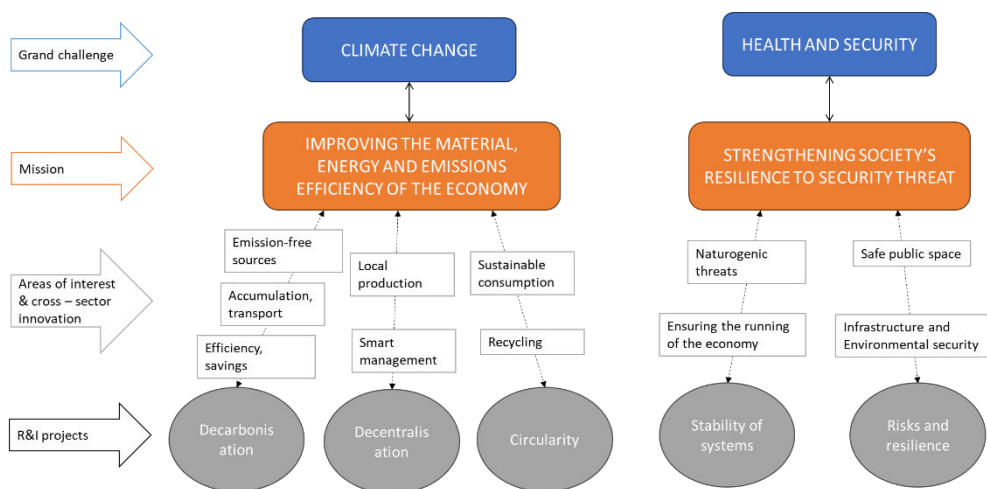 Grand challenge
CLIMATE CHANGE
HEALTH AND SECURITY
Mission
IMPROVING THE MATERIAL,
ENERGY AND EMISSIONS
EFFICIENCY OF THE ECONOMY
STRENGTHENING SOCIETY'S
RESILIENCE TO SECURITY THREAT
Areas of interest
& cross – sector
innovation
Emission-free
sources
Accumulation,
transport
Efficiency,
savings
Local
production
Smart
management
Sustainable
consumption
Recycling
Naturogenic
threats
Ensuring the running
of the economy
Safe public space
Infrastructure and
Environmental security
R&I projects
Decarbonis
ation
Decentralis
ation
Circularity
Stability of
systems
Risks and
resilience